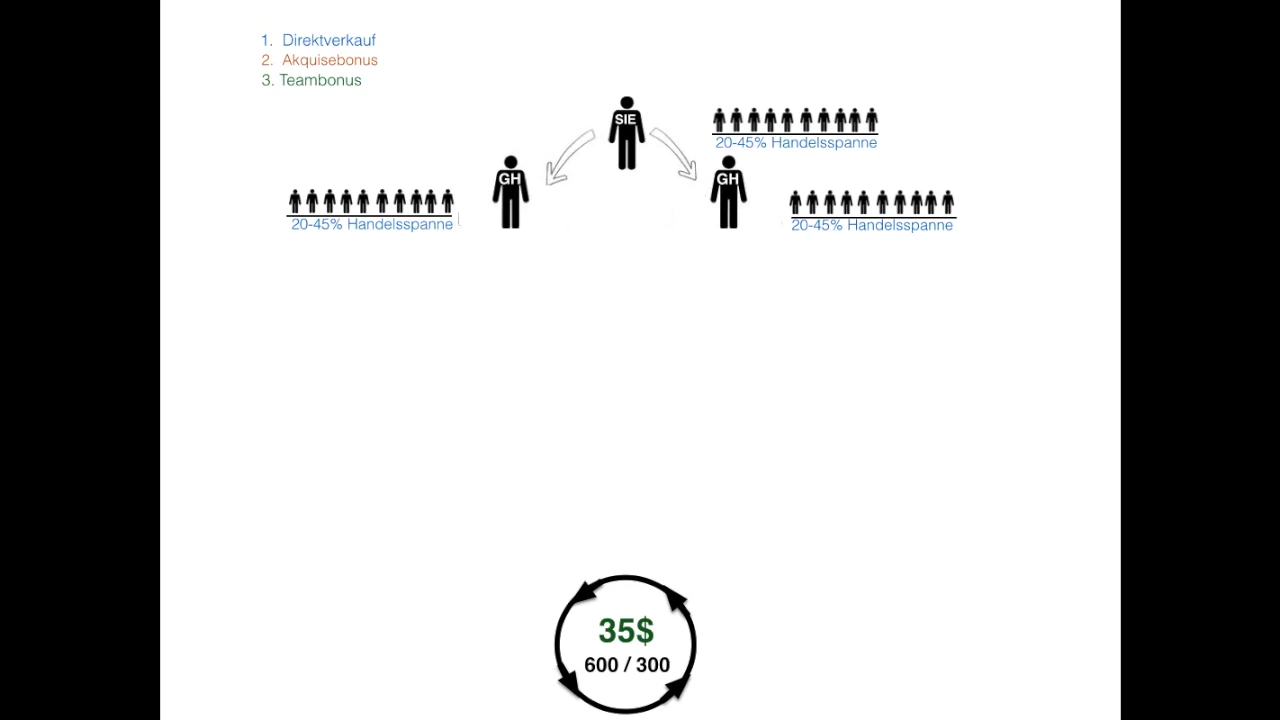 1. Direktverkauf
2. Akquisebonus
3. Teambonus
SIE
20-45% Handelsspanne
GH
GH
20-45% Handelsspanne
20-45% Handelsspanne
35$
600 / 300